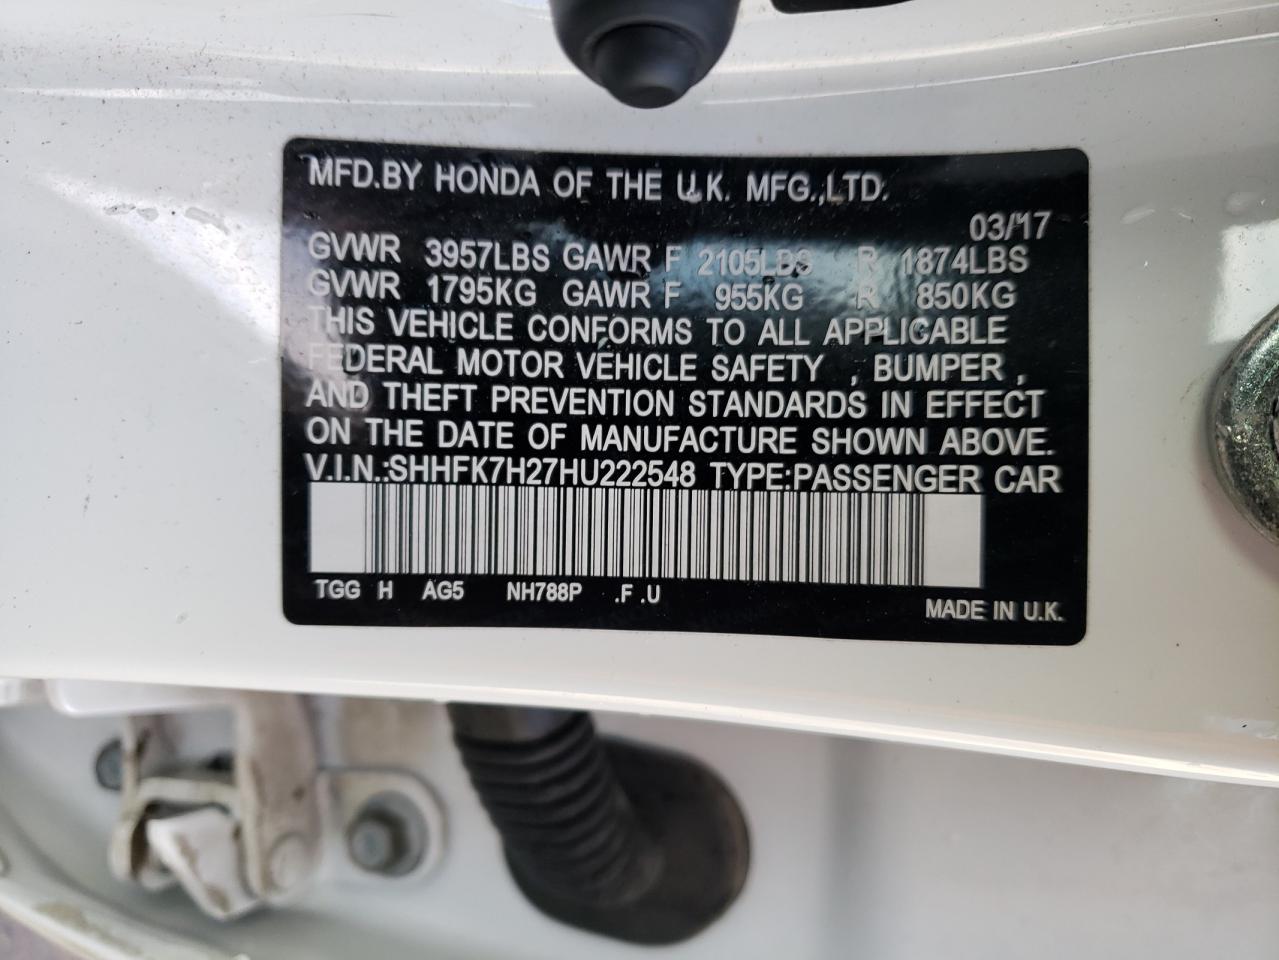 MFD.BY HONDA OF THE U.K. MFG.,LTD.
03/'17
GVWR 3957LBS GAWR F 2105LBS R 1874LBS
GVWR 1795KG GAWR F 955KG R 850KG
THIS VEHICLE CONFORMS TO ALL APPLICABLE
FEDERAL MOTOR VEHICLE SAFETY , BUMPER ,
AND THEFT PREVENTION STANDARDS IN EFFECT
ON THE DATE OF MANUFACTURE SHOWN ABOVE.
V.I.N.:SHHFK7H27HU222548 TYPE:PASSENGER CAR
TGG H AG5 NH788P .F .U
MADE IN U.K.